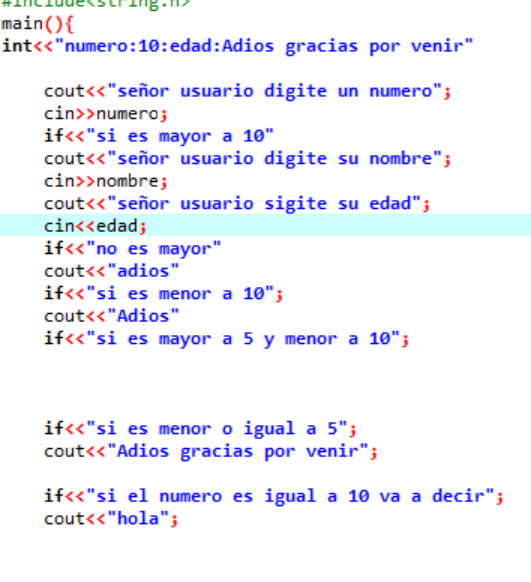 #include<string.h>
main(){
int<<"numero:10:edad:Adios gracias por venir"
cout<<"señor usuario digite un numero";
cin>>numero;
if<<"si es mayor a 10"
cout<<"señor usuario digite su nombre";
cin>>nombre;
cout<<"señor usuario sigite su edad";
cin<<edad;
if<<"no es mayor"
cout<<"adios"
if<<"si es menor a 10";
cout<<"Adios"
if<<"si es mayor a 5 y menor a 10";
if<<"si es menor o igual a 5";
cout<<"Adios gracias por venir";
if<<"si el numero es igual a 10 va a decir";
cout<<"hola";